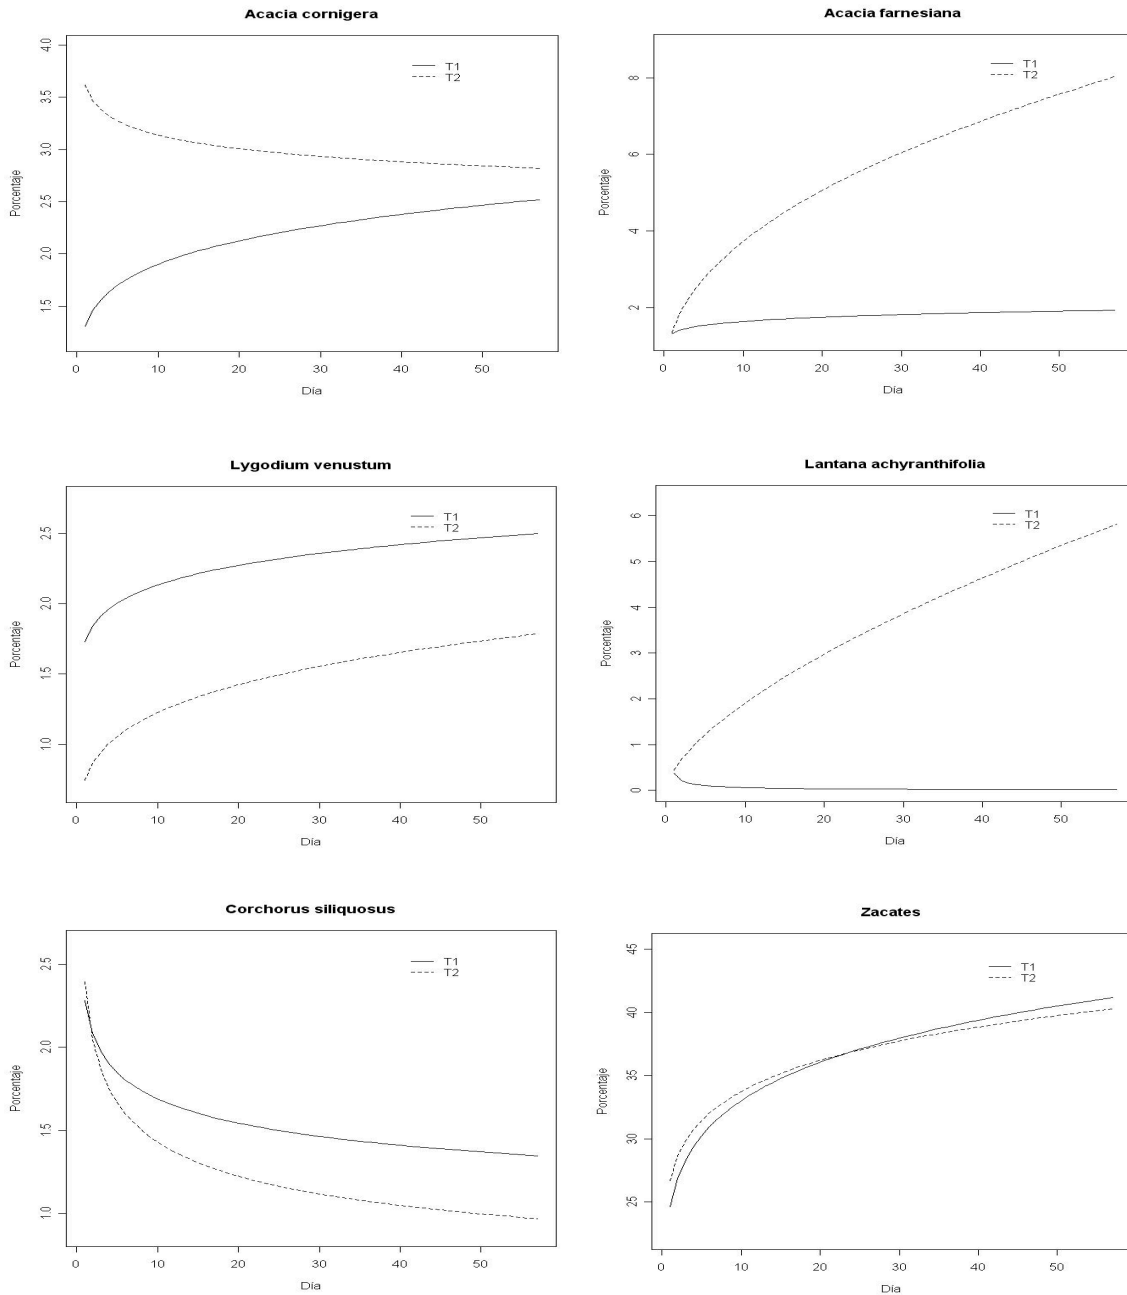 Acacia cornigera
T1
T2
4.0
3.5
3.0
2.5
2.0
1.5
Porcentaje
0 10 20 30 40 50
Día
Acacia farnesiana
T1
T2
8
6
4
2
Porcentaje
0 10 20 30 40 50
Día
Lygodium venustum
T1
T2
2.5
2.0
1.5
1.0
Porcentaje
0 10 20 30 40 50
Día
Lantana achyranthifolia
T1
T2
6
5
4
3
2
1
0
Porcentaje
0 10 20 30 40 50
Día
Corchorus siliquosus
T1
T2
2.5
2.0
1.5
1.0
Porcentaje
0 10 20 30 40 50
Día
Zacates
T1
T2
45
40
35
30
25
Porcentaje
0 10 20 30 40 50
Día